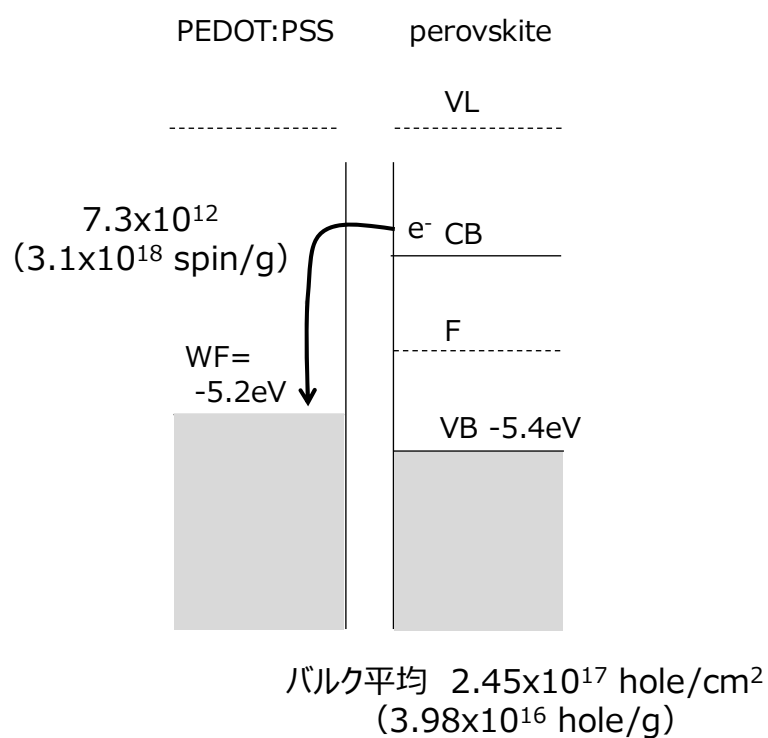 PEDOT:PSS perovskite
VL
7.3x10¹²
（3.1x10¹⁸ spin/g）
e⁻ CB
F
WF=
-5.2eV
VB -5.4eV
バルク平均 2.45x10¹⁷ hole/cm²
（3.98x10¹⁶ hole/g）